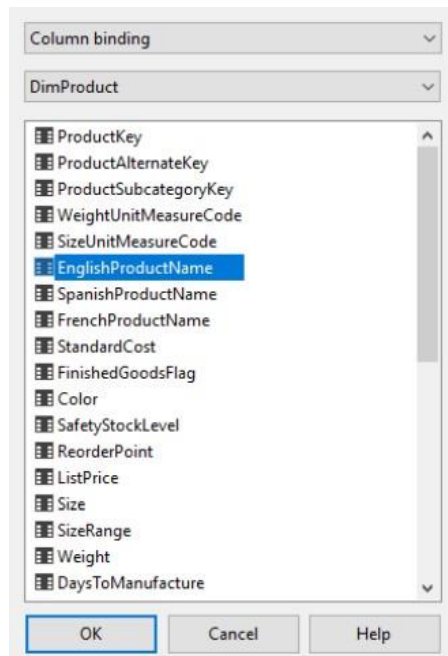 Column binding
DimProduct
ProductKey
ProductAlternateKey
ProductSubcategoryKey
WeightUnitMeasureCode
SizeUnitMeasureCode
EnglishProductName
SpanishProductName
FrenchProductName
StandardCost
FinishedGoodsFlag
Color
SafetyStockLevel
ReorderPoint
ListPrice
Size
SizeRange
Weight
DaysToManufacture
OK Cancel Help